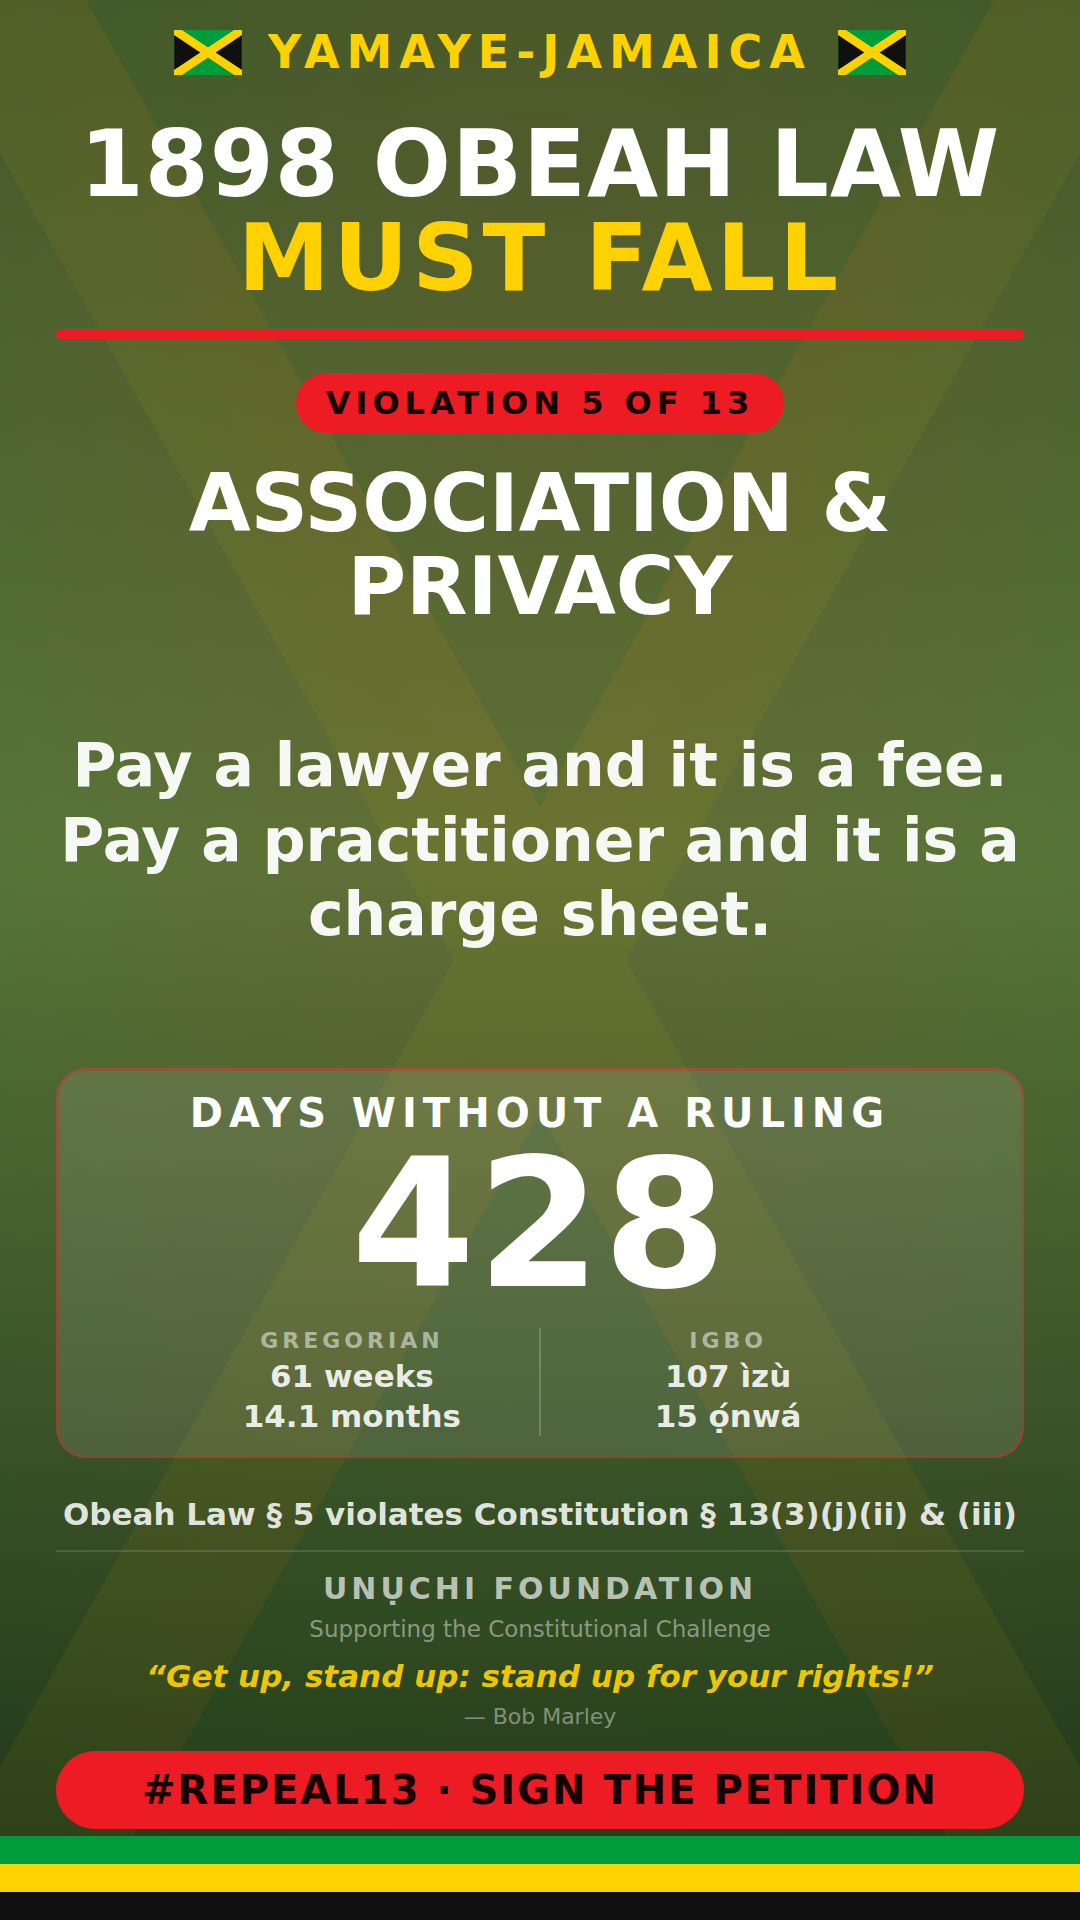 YAMAYE-JAMAICA
1898 OBEAH LAW
MUST FALL
VIOLATION 5 OF 13
ASSOCIATION &
PRIVACY
Pay a lawyer and it is a fee.
Pay a practitioner and it is a
charge sheet.
DAYS WITHOUT A RULING
428
GREGORIAN
61 weeks
14.1 months
IGBO
107 ìzù
15 ọ́nwá
Obeah Law § 5 violates Constitution § 13(3)(j)(ii) & (iii)
UNỤCHI FOUNDATION
Supporting the Constitutional Challenge
“Get up, stand up: stand up for your rights!”
— Bob Marley
#REPEAL13 · SIGN THE PETITION